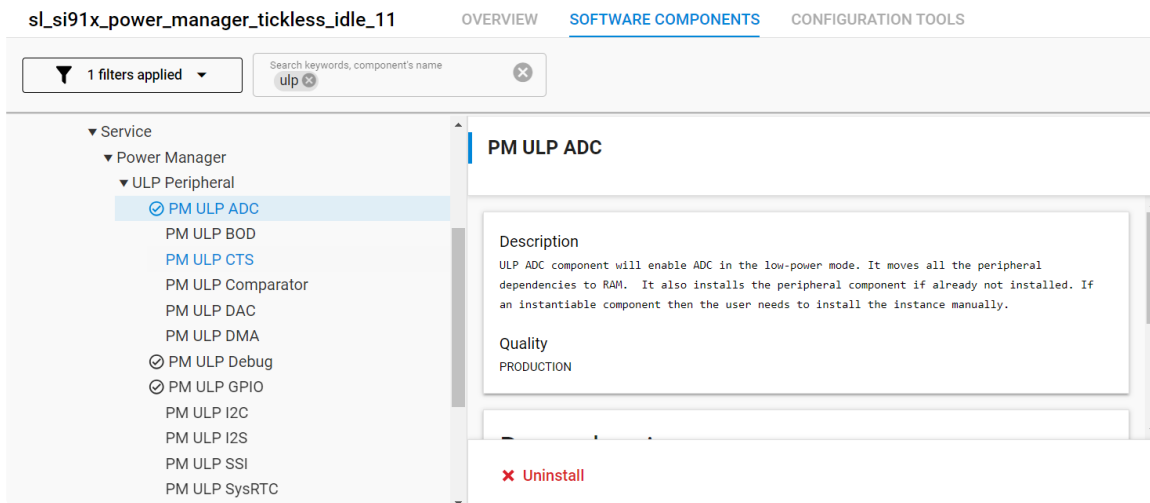 sl_si91x_power_manager_tickless_idle_11
OVERVIEW
SOFTWARE COMPONENTS
CONFIGURATION TOOLS
1 filters applied
Search keywords, component's name
ulp
Service
Power Manager
ULP Peripheral
PM ULP ADC
PM ULP BOD
PM ULP CTS
PM ULP Comparator
PM ULP DAC
PM ULP DMA
PM ULP Debug
PM ULP GPIO
PM ULP I2C
PM ULP I2S
PM ULP SSI
PM ULP SysRTC
PM ULP ADC
Description
ULP ADC component will enable ADC in the low-power mode. It moves all the peripheral
dependencies to RAM. It also installs the peripheral component if already not installed. If
an instantiable component then the user needs to install the instance manually.
Quality
PRODUCTION
Uninstall